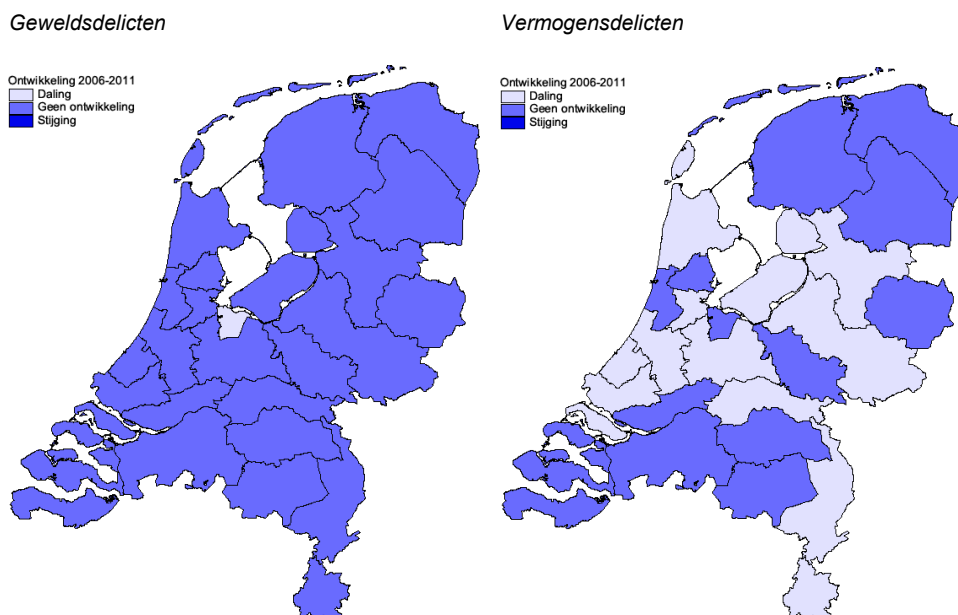 Geweldsdelicten
Ontwikkeling 2006-2011
Daling
Geen ontwikkeling
Stijging
Vermogensdelicten
Ontwikkeling 2006-2011
Daling
Geen ontwikkeling
Stijging